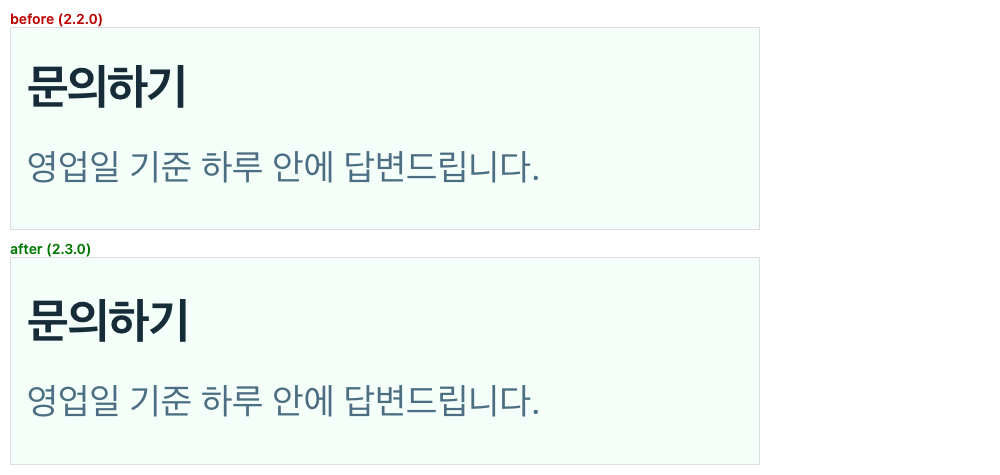 before (2.2.0)
문의하기
영업일 기준 하루 안에 답변드립니다.
after (2.3.0)
문의하기
영업일 기준 하루 안에 답변드립니다.